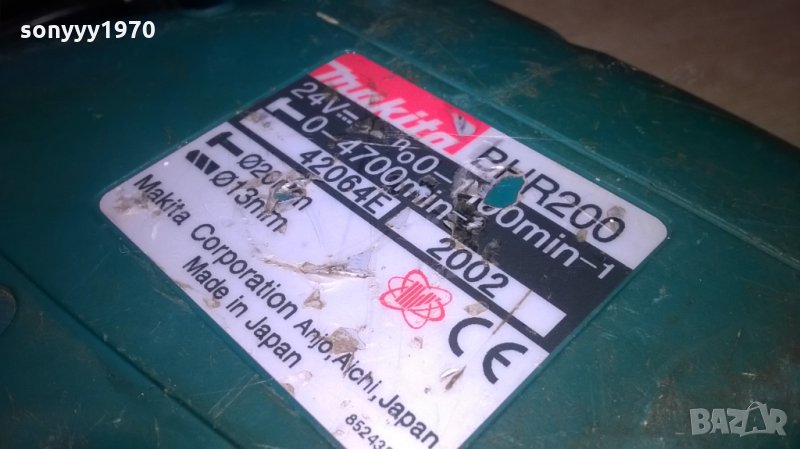 sonyyy1970
makita BHR200
24V
0-4700min-1
42064E 2002
Ø13mm
CE
Makita Corporation Anjo, Aichi, Japan
Made in Japan
BAZAR